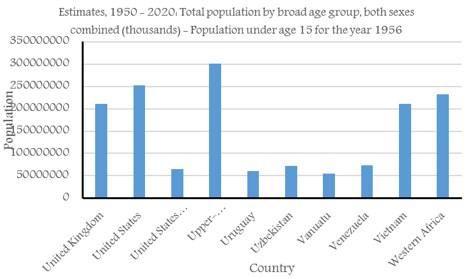 Estimates, 1950 - 2020: Total population by broad age group, both sexes
combined (thousands) - Population under age 15 for the year 1956
350000000
300000000
250000000
200000000
150000000
100000000
50000000
0
Population
United Kingdom
United States
United States...
Upper-...
Uruguay
Uzbekistan
Vanuatu
Venezuela
Vietnam
Western Africa
Country